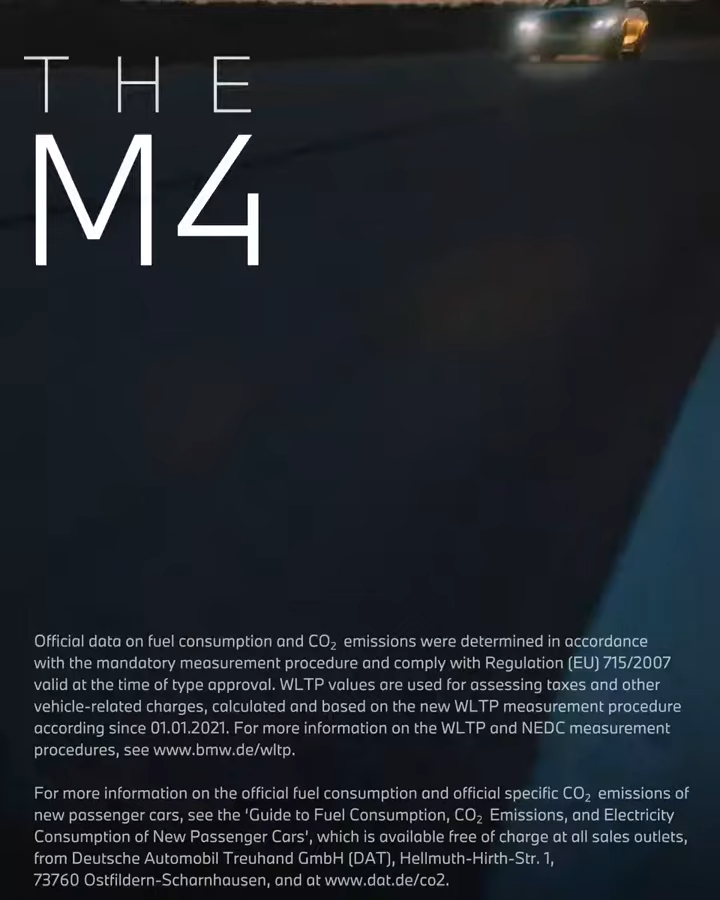 THE
M4
Official data on fuel consumption and CO₂ emissions were determined in accordance
with the mandatory measurement procedure and comply with Regulation (EU) 715/2007
valid at the time of type approval. WLTP values are used for assessing taxes and other
vehicle-related charges, calculated and based on the new WLTP measurement procedure
according since 01.01.2021. For more information on the WLTP and NEDC measurement
procedures, see www.bmw.de/wltp.
For more information on the official fuel consumption and official specific CO₂ emissions of
new passenger cars, see the 'Guide to Fuel Consumption, CO₂ Emissions, and Electricity
Consumption of New Passenger Cars', which is available free of charge at all sales outlets,
from Deutsche Automobil Treuhand GmbH (DAT), Hellmuth-Hirth-Str. 1,
73760 Ostfildern-Scharnhausen, and at www.dat.de/co2.